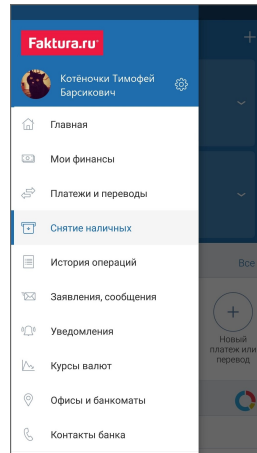 Faktura.ru
Котёночки Тимофей
Барсикович
Главная
Мои финансы
Платежи и переводы
Снятие наличных
История операций
Все
Заявления, сообщения
Уведомления
Новый
платеж или
перевод
Курсы валют
Офисы и банкоматы
Контакты банка